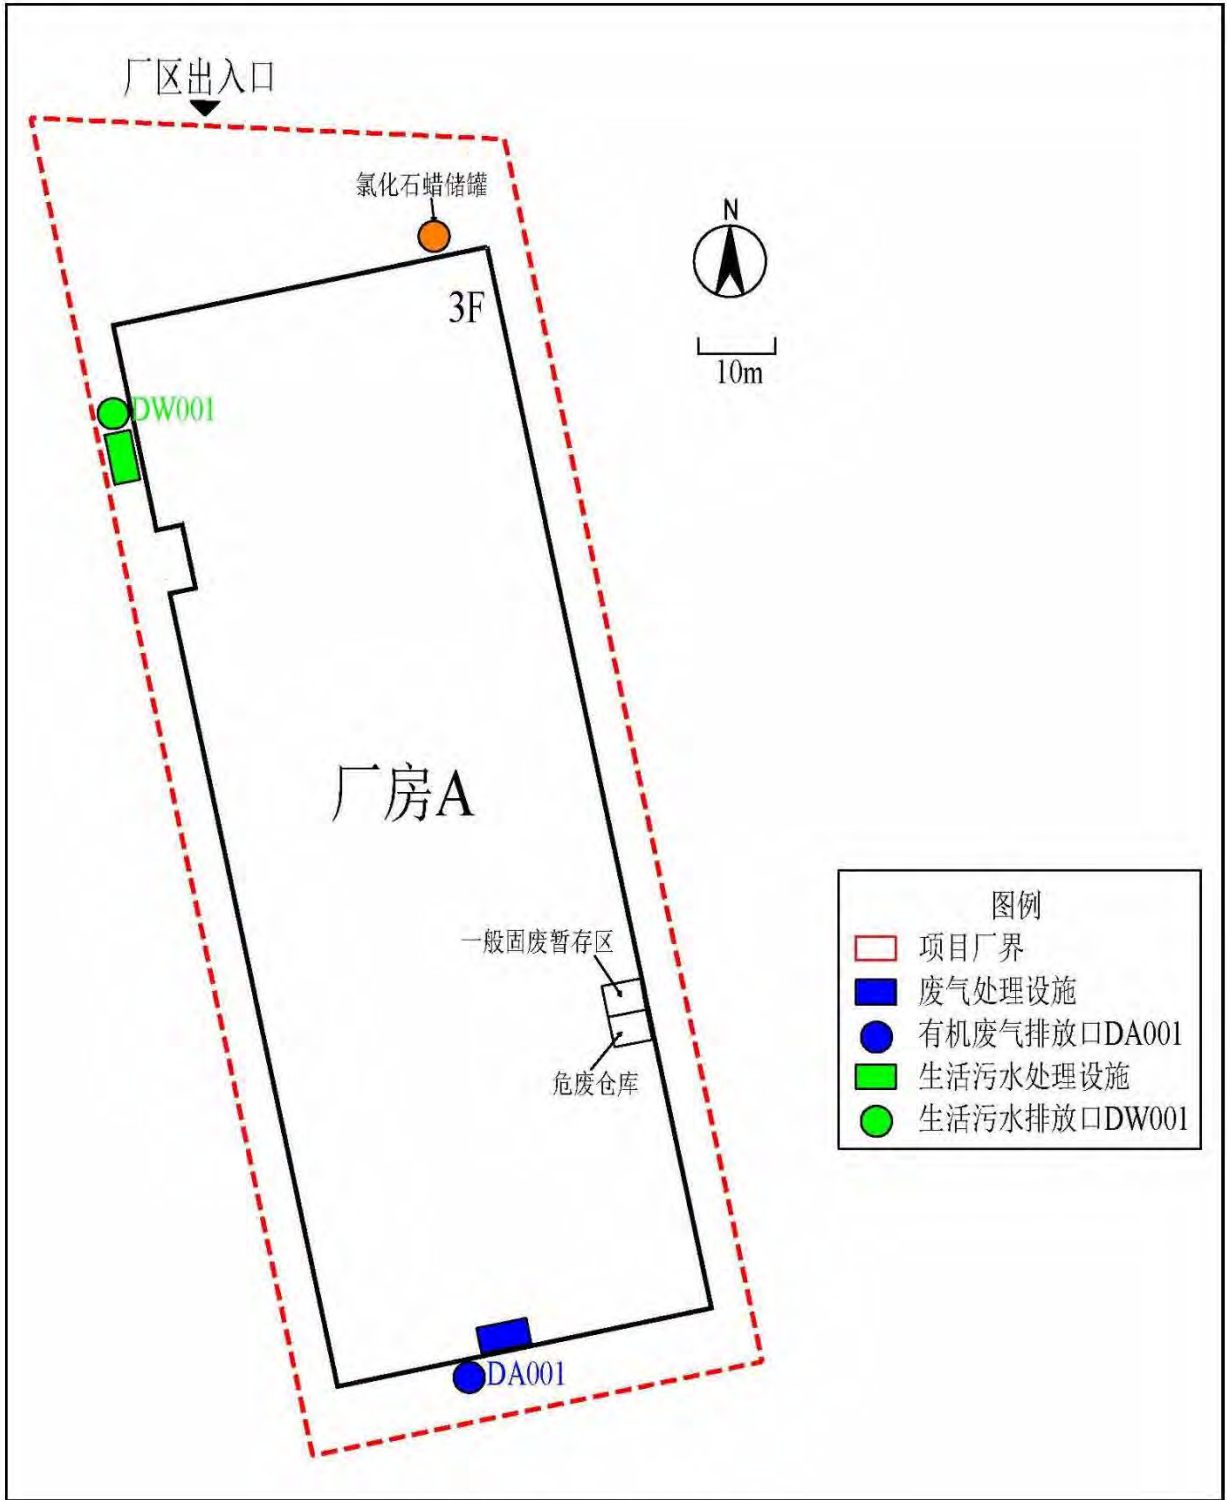 厂区出入口
氯化石蜡储罐
N
3F
10m
DW001
厂房A
一般固废暂存区
危废仓库
DA001
图例
项目厂界
废气处理设施
有机废气排放口DA001
生活污水处理设施
生活污水排放口DW001